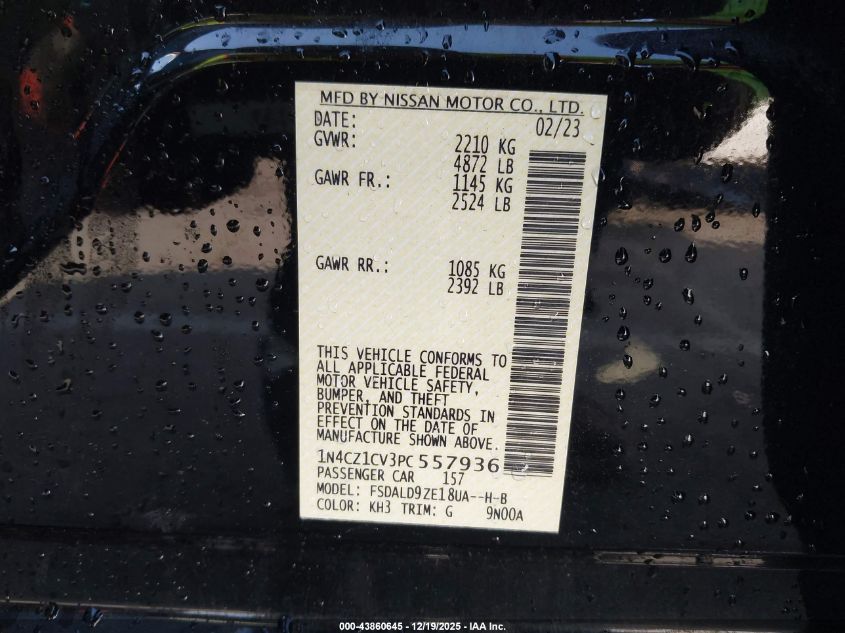 MFD BY NISSAN MOTOR CO., LTD.
DATE: 02/23
GVWR: 2210 KG
4872 LB
GAWR FR.: 1145 KG
2524 LB
GAWR RR.: 1085 KG
2392 LB
THIS VEHICLE CONFORMS TO
ALL APPLICABLE FEDERAL
MOTOR VEHICLE SAFETY,
BUMPER, AND THEFT
PREVENTION STANDARDS IN
EFFECT ON THE DATE OF
MANUFACTURE SHOWN ABOVE.
1N4CZ1CV3PC557936
PASSENGER CAR 157
MODEL: FSDALD9ZE18UA--H-B
COLOR: KH3 TRIM: G 9N00A
000-43860645 - 12/19/2025 - IAA Inc.